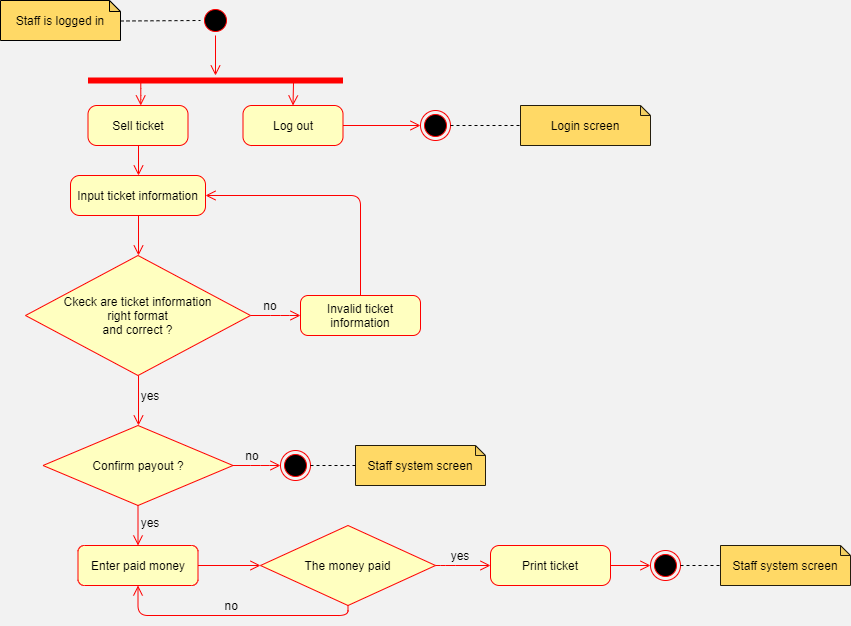 Staff is logged in
Sell ticket
Log out
Login screen
Input ticket information
Ckeck are ticket information
right format
and correct ?
no
Invalid ticket
information
yes
Confirm payout ?
no
Staff system screen
yes
Enter paid money
The money paid
yes
Print ticket
Staff system screen
no